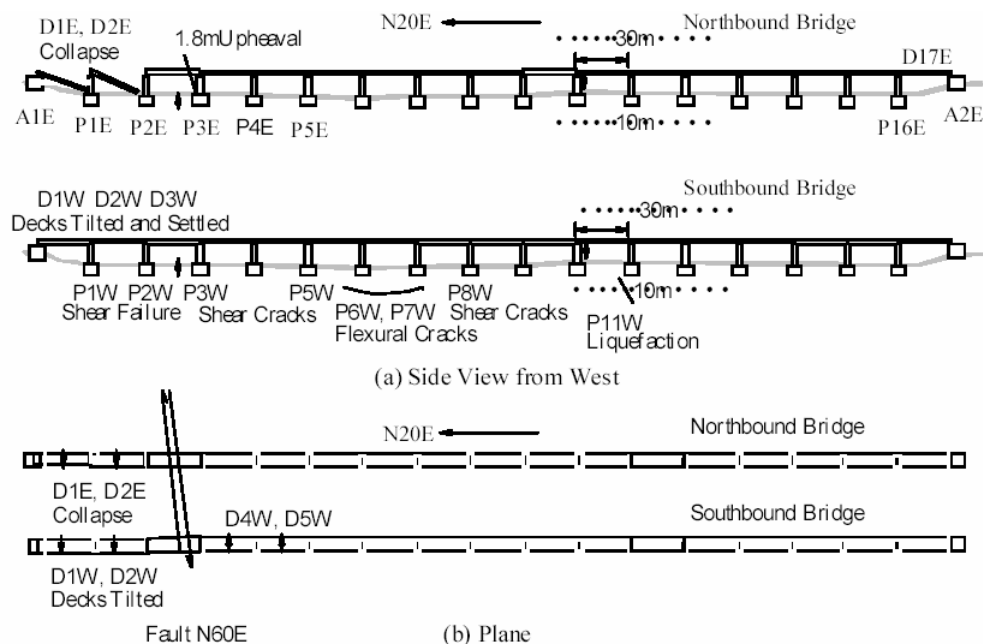 N20E
Northbound Bridge
D1E, D2E
Collapse
1.8mUpheaval
30m
D17E
A1E
P1E
P2E
P3E
P4E
P5E
10m
P16E
A2E
D1W D2W D3W
Decks Tilted and Settled
Southbound Bridge
30m
P1W P2W P3W
Shear Failure
P5W
Shear Cracks
P6W, P7W
Flexural Cracks
P8W
Shear Cracks
10m
P11W
Liquefaction
(a) Side View from West
N20E
Northbound Bridge
D1E, D2E
Collapse
D4W, D5W
Southbound Bridge
D1W, D2W
Decks Tilted
Fault N60E
(b) Plane